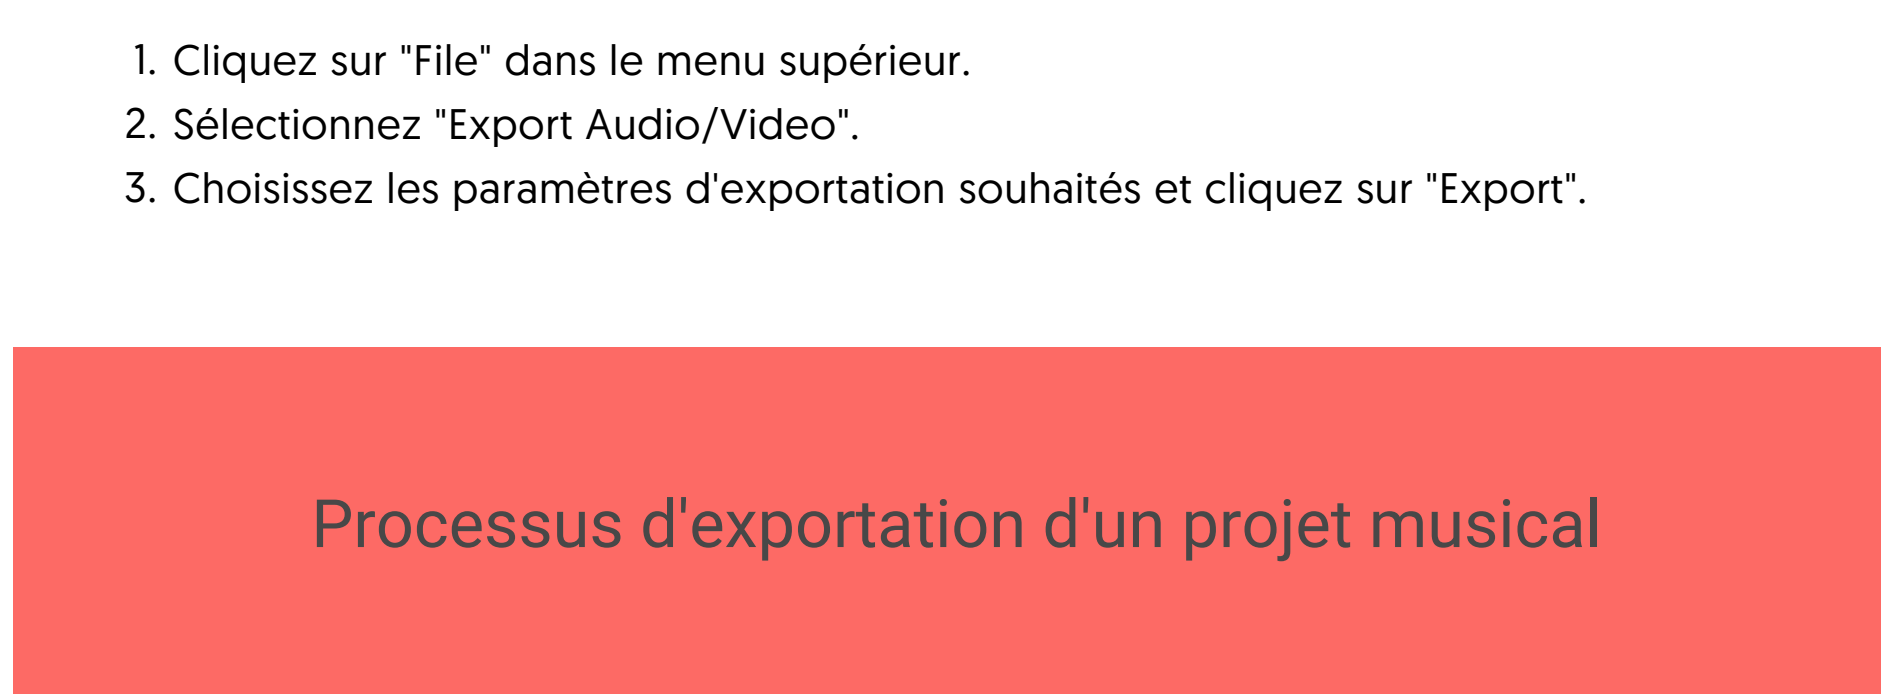 1. Cliquez sur "File" dans le menu supérieur.
2. Sélectionnez "Export Audio/Video".
3. Choisissez les paramètres d'exportation souhaités et cliquez sur "Export".
Processus d'exportation d'un projet musical